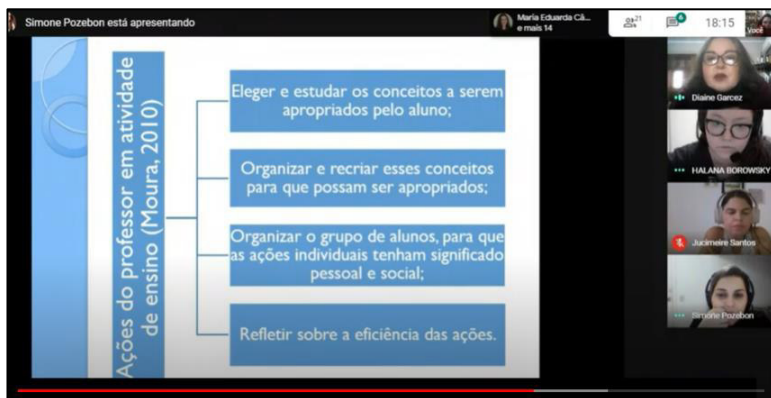 Simone Pozebon está apresentando
Maria Eduarda Câ...
e mais 14
21
6
18:15
Você
Ações do professor em atividade
de ensino (Moura, 2010)
Eleger e estudar os conceitos a serem
apropriados pelo aluno;
Organizar e recriar esses conceitos
para que possam ser apropriados;
Organizar o grupo de alunos, para que
as ações individuais tenham significado
pessoal e social;
Refletir sobre a eficiência das ações.
Diaine Garcez
HALANA BOROWSKY
Jucimeire Santos
Simone Pozebon